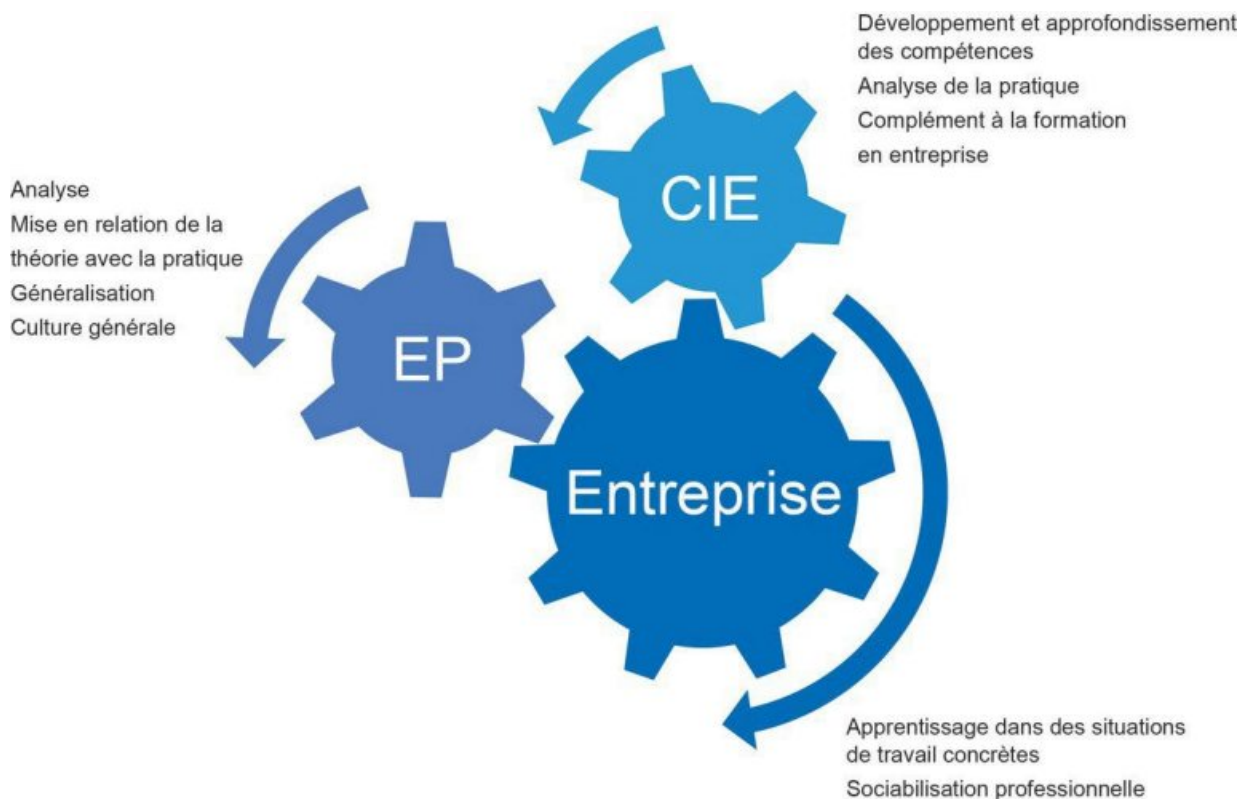 Développement et approfondissement
des compétences
Analyse de la pratique
Complément à la formation
en entreprise
CIE
Analyse
Mise en relation de la
théorie avec la pratique
Généralisation
Culture générale
EP
Entreprise
Apprentissage dans des situations
de travail concrètes
Sociabilisation professionnelle